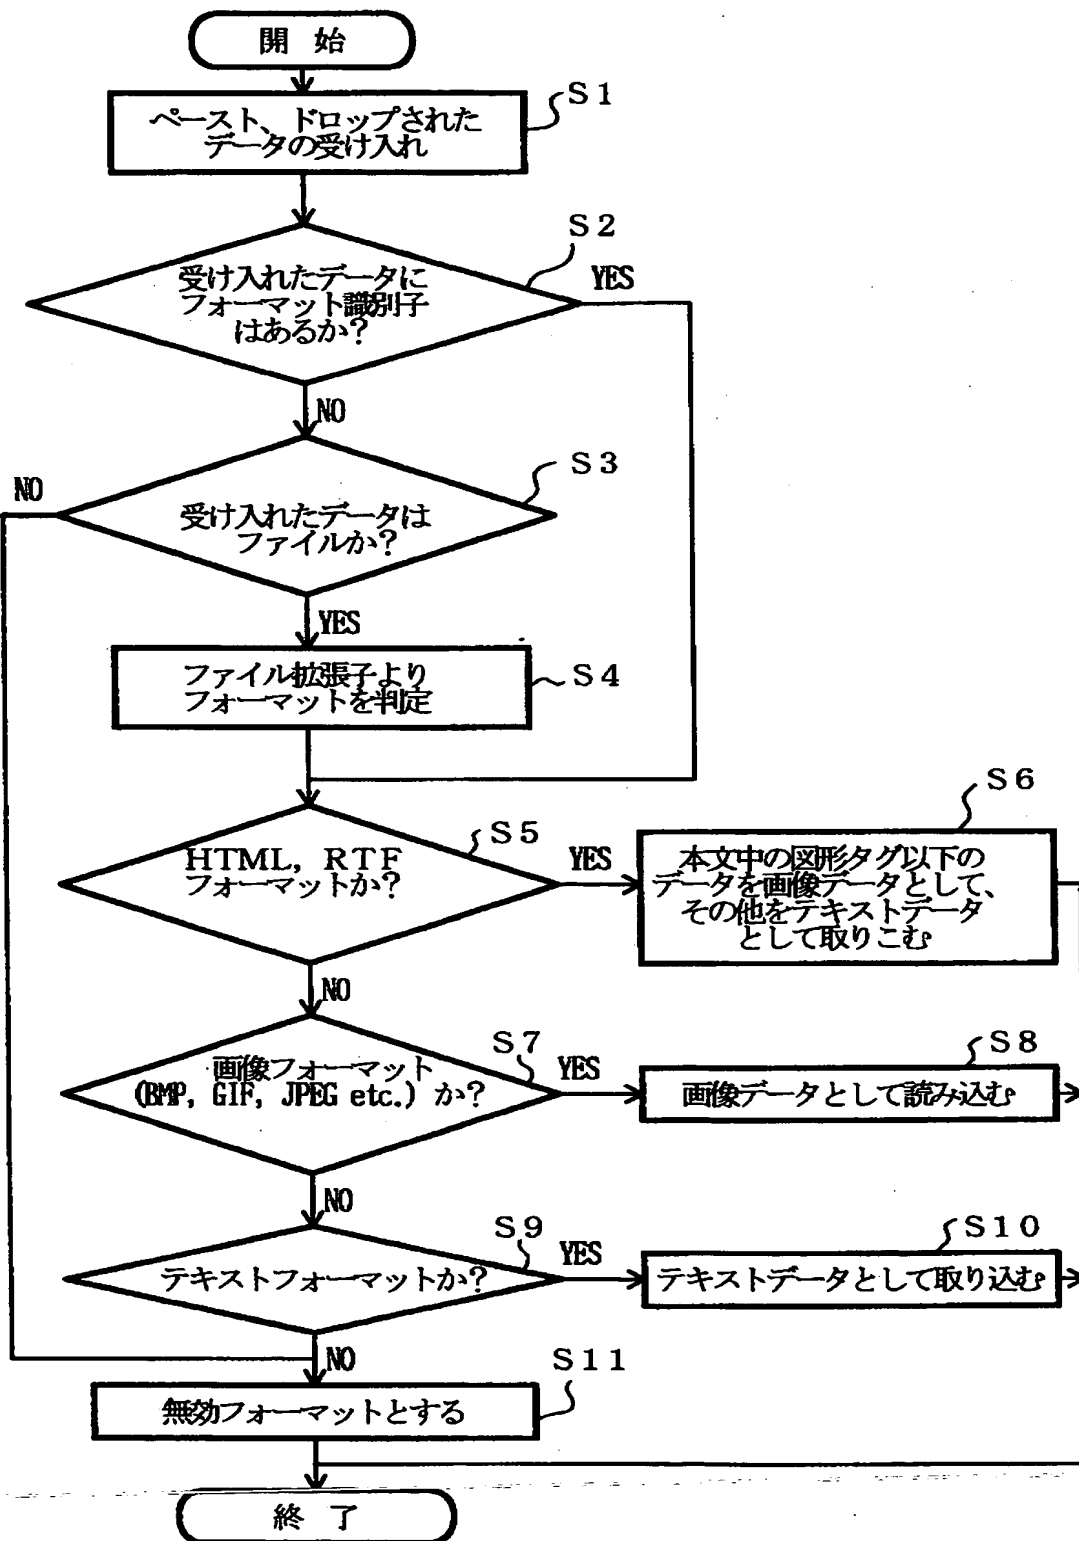 開 始
S1
ペースト、ドロップされた
データの受け入れ
S2
受け入れたデータに
フォーマット識別子
はあるか？
YES
NO
S3
NO
受け入れたデータは
ファイルか？
YES
ファイル拡張子より
フォーマットを判定
S4
S6
S5
HTML, RTF
フォーマットか？
YES
本文中の図形タグ以下の
データを画像データとして、
その他をテキストデータ
として取りこむ
NO
S7
画像フォーマット
(BMP, GIF, JPEG etc.) か？
YES
S8
画像データとして読み込む
NO
S9
テキストフォーマットか？
YES
S10
テキストデータとして取り込む
NO
S11
無効フォーマットとする
終 了